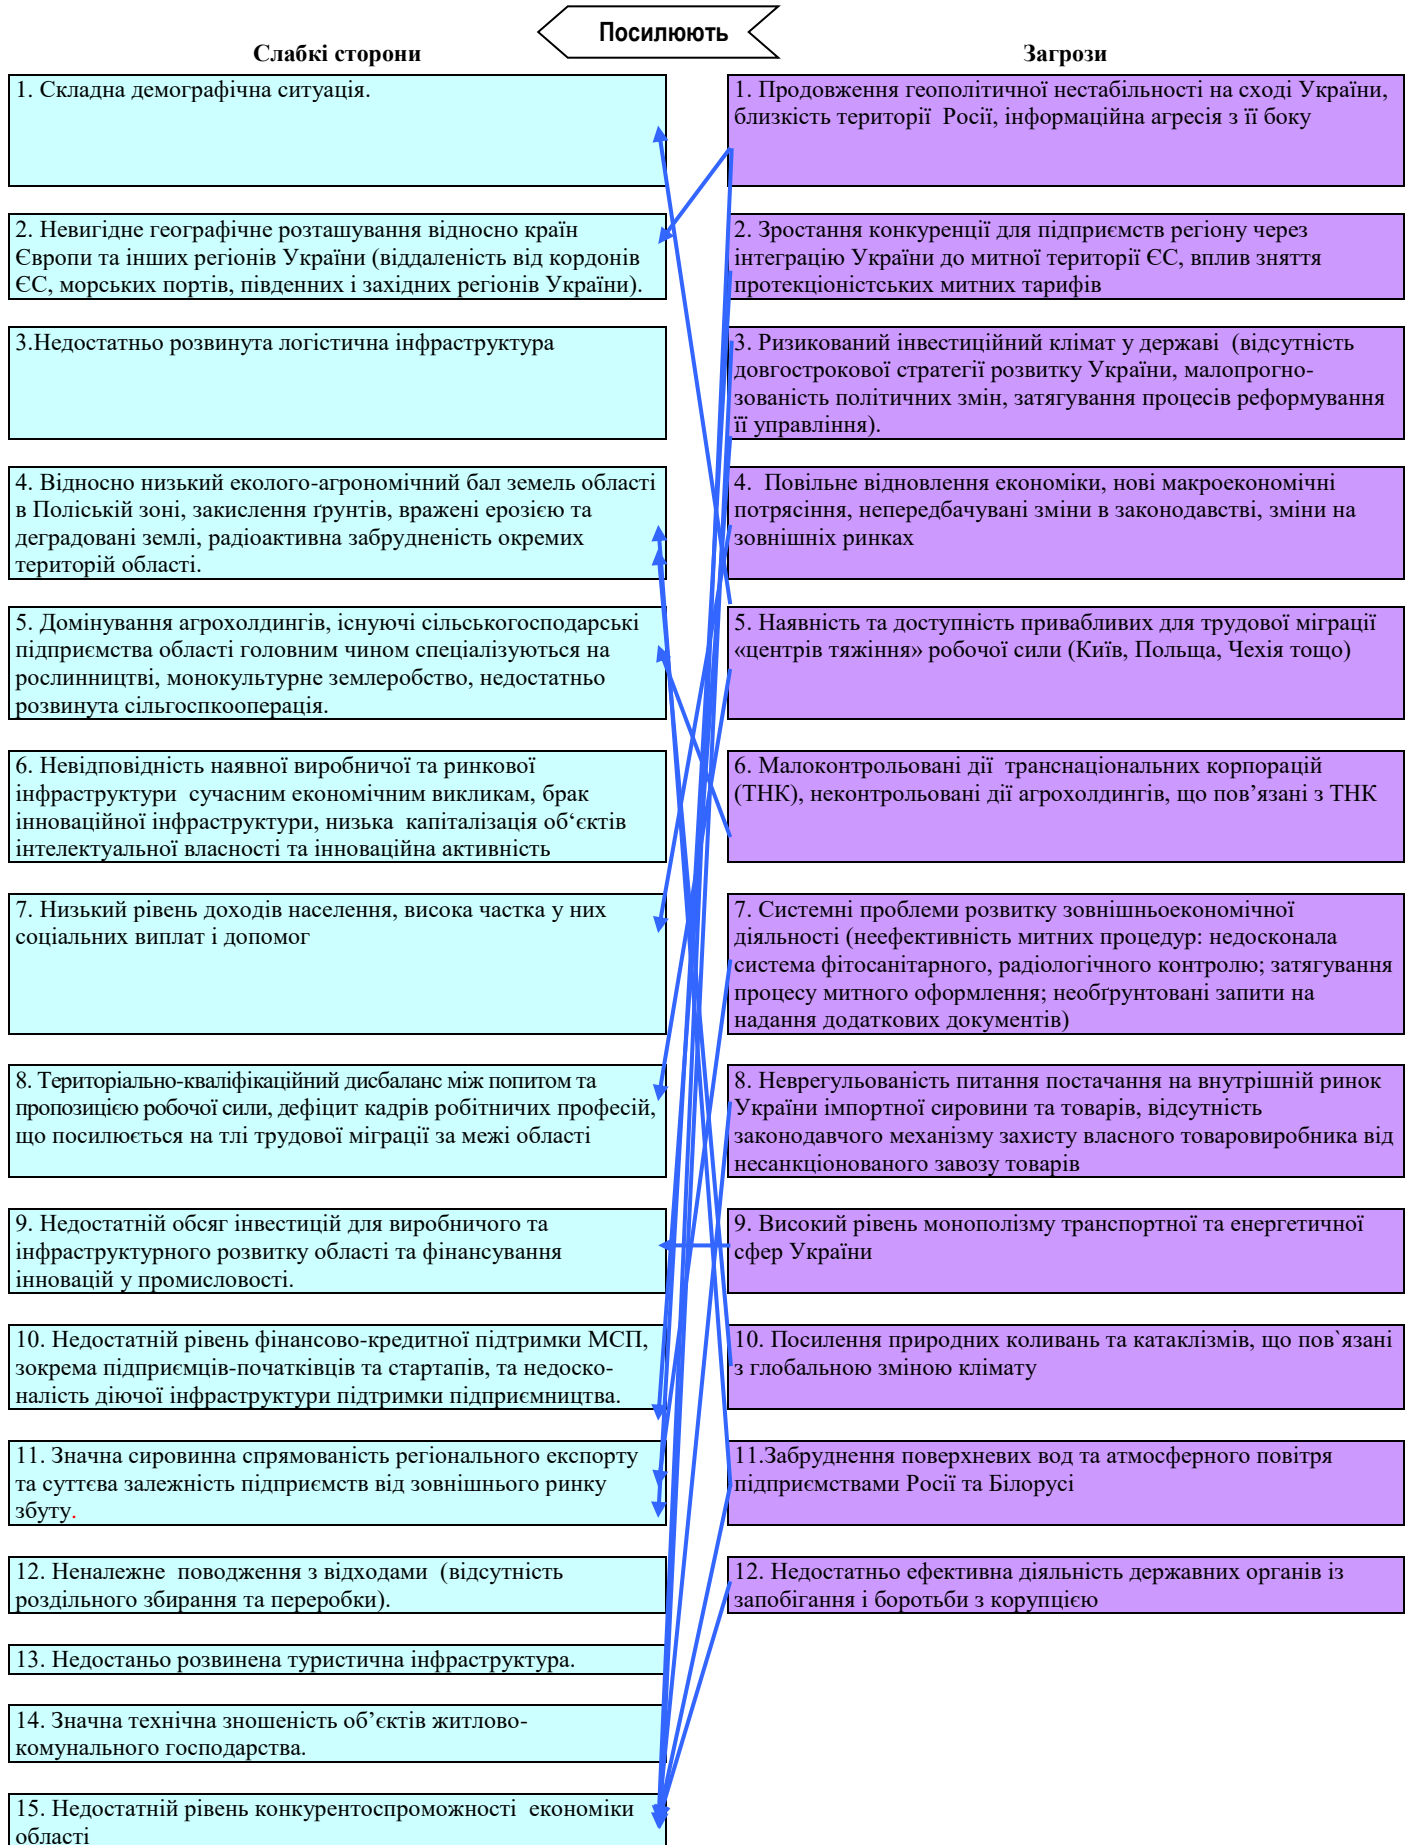 Посилюють
Слабкі сторони
Загрози
1. Складна демографічна ситуація.
2. Невигідне географічне розташування відносно країн
Європи та інших регіонів України (віддаленість від кордонів
ЄС, морських портів, південних і західних регіонів України).
3.Недостатньо розвинута логістична інфраструктура
4. Відносно низький еколого-агрономічний бал земель області
в Поліській зоні, закислення ґрунтів, вражені ерозією та
деградовані землі, радіоактивна забрудненість окремих
територій області.
5. Домінування агрохолдингів, існуючі сільськогосподарські
підприємства області головним чином спеціалізуються на
рослинництві, монокультурне землеробство, недостатньо
розвинута сільгоспкооперація.
6. Невідповідність наявної виробничої та ринкової
інфраструктури сучасним економічним викликам, брак
інноваційної інфраструктури, низька капіталізація об‘єктів
інтелектуальної власності та інноваційна активність
7. Низький рівень доходів населення, висока частка у них
соціальних виплат і допомог
8. Територіально-кваліфікаційний дисбаланс між попитом та
пропозицією робочої сили, дефіцит кадрів робітничих професій,
що посилюється на тлі трудової міграції за межі області
9. Недостатній обсяг інвестицій для виробничого та
інфраструктурного розвитку області та фінансування
інновацій у промисловості.
10. Недостатній рівень фінансово-кредитної підтримки МСП,
зокрема підприємців-початківців та стартапів, та недоско-
налість діючої інфраструктури підтримки підприємництва.
11. Значна сировинна спрямованість регіонального експорту
та суттєва залежність підприємств від зовнішнього ринку
збуту.
12. Неналежне поводження з відходами (відсутність
роздільного збирання та переробки).
13. Недостаньо розвинена туристична інфраструктура.
14. Значна технічна зношеність об’єктів житлово-
комунального господарства.
15. Недостатній рівень конкурентоспроможності економіки
області
1. Продовження геополітичної нестабільності на сході України,
близкість території Росії, інформаційна агресія з її боку
2. Зростання конкуренції для підприємств регіону через
інтеграцію України до митної території ЄС, вплив зняття
протекціоністських митних тарифів
3. Ризикований інвестиційний клімат у державі (відсутність
довгострокової стратегії розвитку України, малопрогно-
зованість політичних змін, затягування процесів реформування
її управління).
4. Повільне відновлення економіки, нові макроекономічні
потрясіння, непередбачувані зміни в законодавстві, зміни на
зовнішніх ринках
5. Наявність та доступність привабливих для трудової міграції
«центрів тяжіння» робочої сили (Київ, Польща, Чехія тощо)
6. Малоконтрольовані дії транснаціональних корпорацій
(ТНК), неконтрольовані дії агрохолдингів, що пов’язані з ТНК
7. Системні проблеми розвитку зовнішньоекономічної
діяльності (неефективність митних процедур: недосконала
система фітосанітарного, радіологічного контролю; затягування
процесу митного оформлення; необґрунтовані запити на
надання додаткових документів)
8. Неврегульованість питання постачання на внутрішній ринок
України імпортної сировини та товарів, відсутність
законодавчого механізму захисту власного товаровиробника від
несанкціонованого завозу товарів
9. Високий рівень монополізму транспортної та енергетичної
сфер України
10. Посилення природних коливань та катаклізмів, що пов`язані
з глобальною зміною клімату
11.Забруднення поверхневих вод та атмосферного повітря
підприємствами Росії та Білорусі
12. Недостатньо ефективна діяльність державних органів із
запобігання і боротьби з корупцією